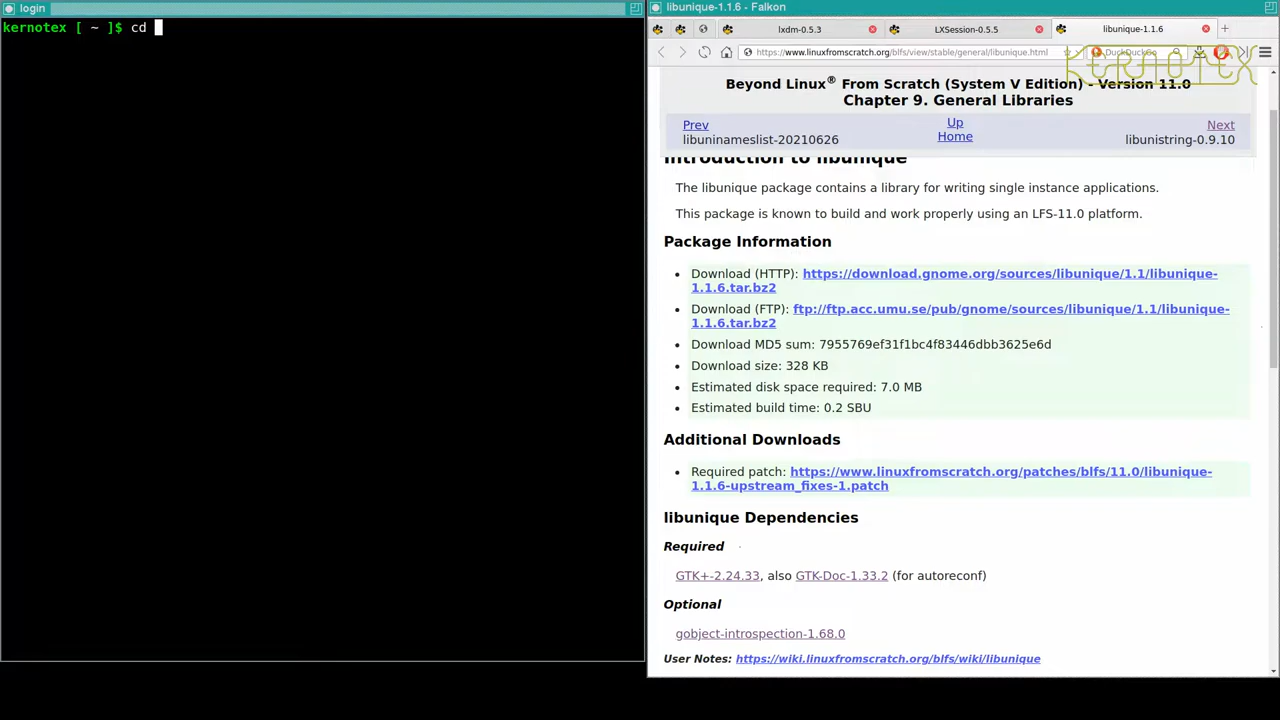 login
kernotex [ ~ ]$ cd
libunique-1.1.6 - Falkon
lxdm-0.5.3
LXSession-0.5.5
libunique-1.1.6
https://www.linuxfromscratch.org/blfs/view/stable/general/libunique.html
DuckDuckGo
KERNOTEX
Beyond Linux® From Scratch (System V Edition) - Version 11.0
Chapter 9. General Libraries
Prev
Up
Next
libuninameslist-20210626
Home
libunistring-0.9.10
Introduction to libunique
The libunique package contains a library for writing single instance applications.
This package is known to build and work properly using an LFS-11.0 platform.
Package Information
Download (HTTP): https://download.gnome.org/sources/libunique/1.1/libunique-
1.1.6.tar.bz2
Download (FTP): ftp://ftp.acc.umu.se/pub/gnome/sources/libunique/1.1/libunique-
1.1.6.tar.bz2
Download MD5 sum: 7955769ef31f1bc4f83446dbb3625e6d
Download size: 328 KB
Estimated disk space required: 7.0 MB
Estimated build time: 0.2 SBU
Additional Downloads
Required patch: https://www.linuxfromscratch.org/patches/blfs/11.0/libunique-
1.1.6-upstream_fixes-1.patch
libunique Dependencies
Required
GTK+-2.24.33, also GTK-Doc-1.33.2 (for autoreconf)
Optional
gobject-introspection-1.68.0
User Notes: https://wiki.linuxfromscratch.org/blfs/wiki/libunique